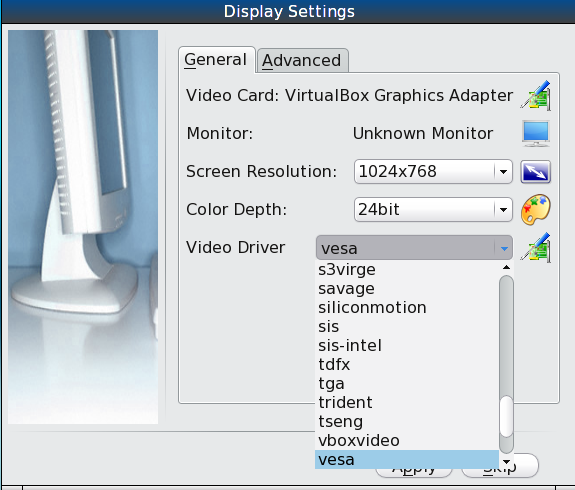 Display Settings
General Advanced
Video Card: VirtualBox Graphics Adapter
Monitor: Unknown Monitor
Screen Resolution: 1024x768
Color Depth: 24bit
Video Driver vesa
s3virge
savage
siliconmotion
sis
sis-intel
tdfx
tga
trident
tseng
vboxvideo
vesa
Apply Skip